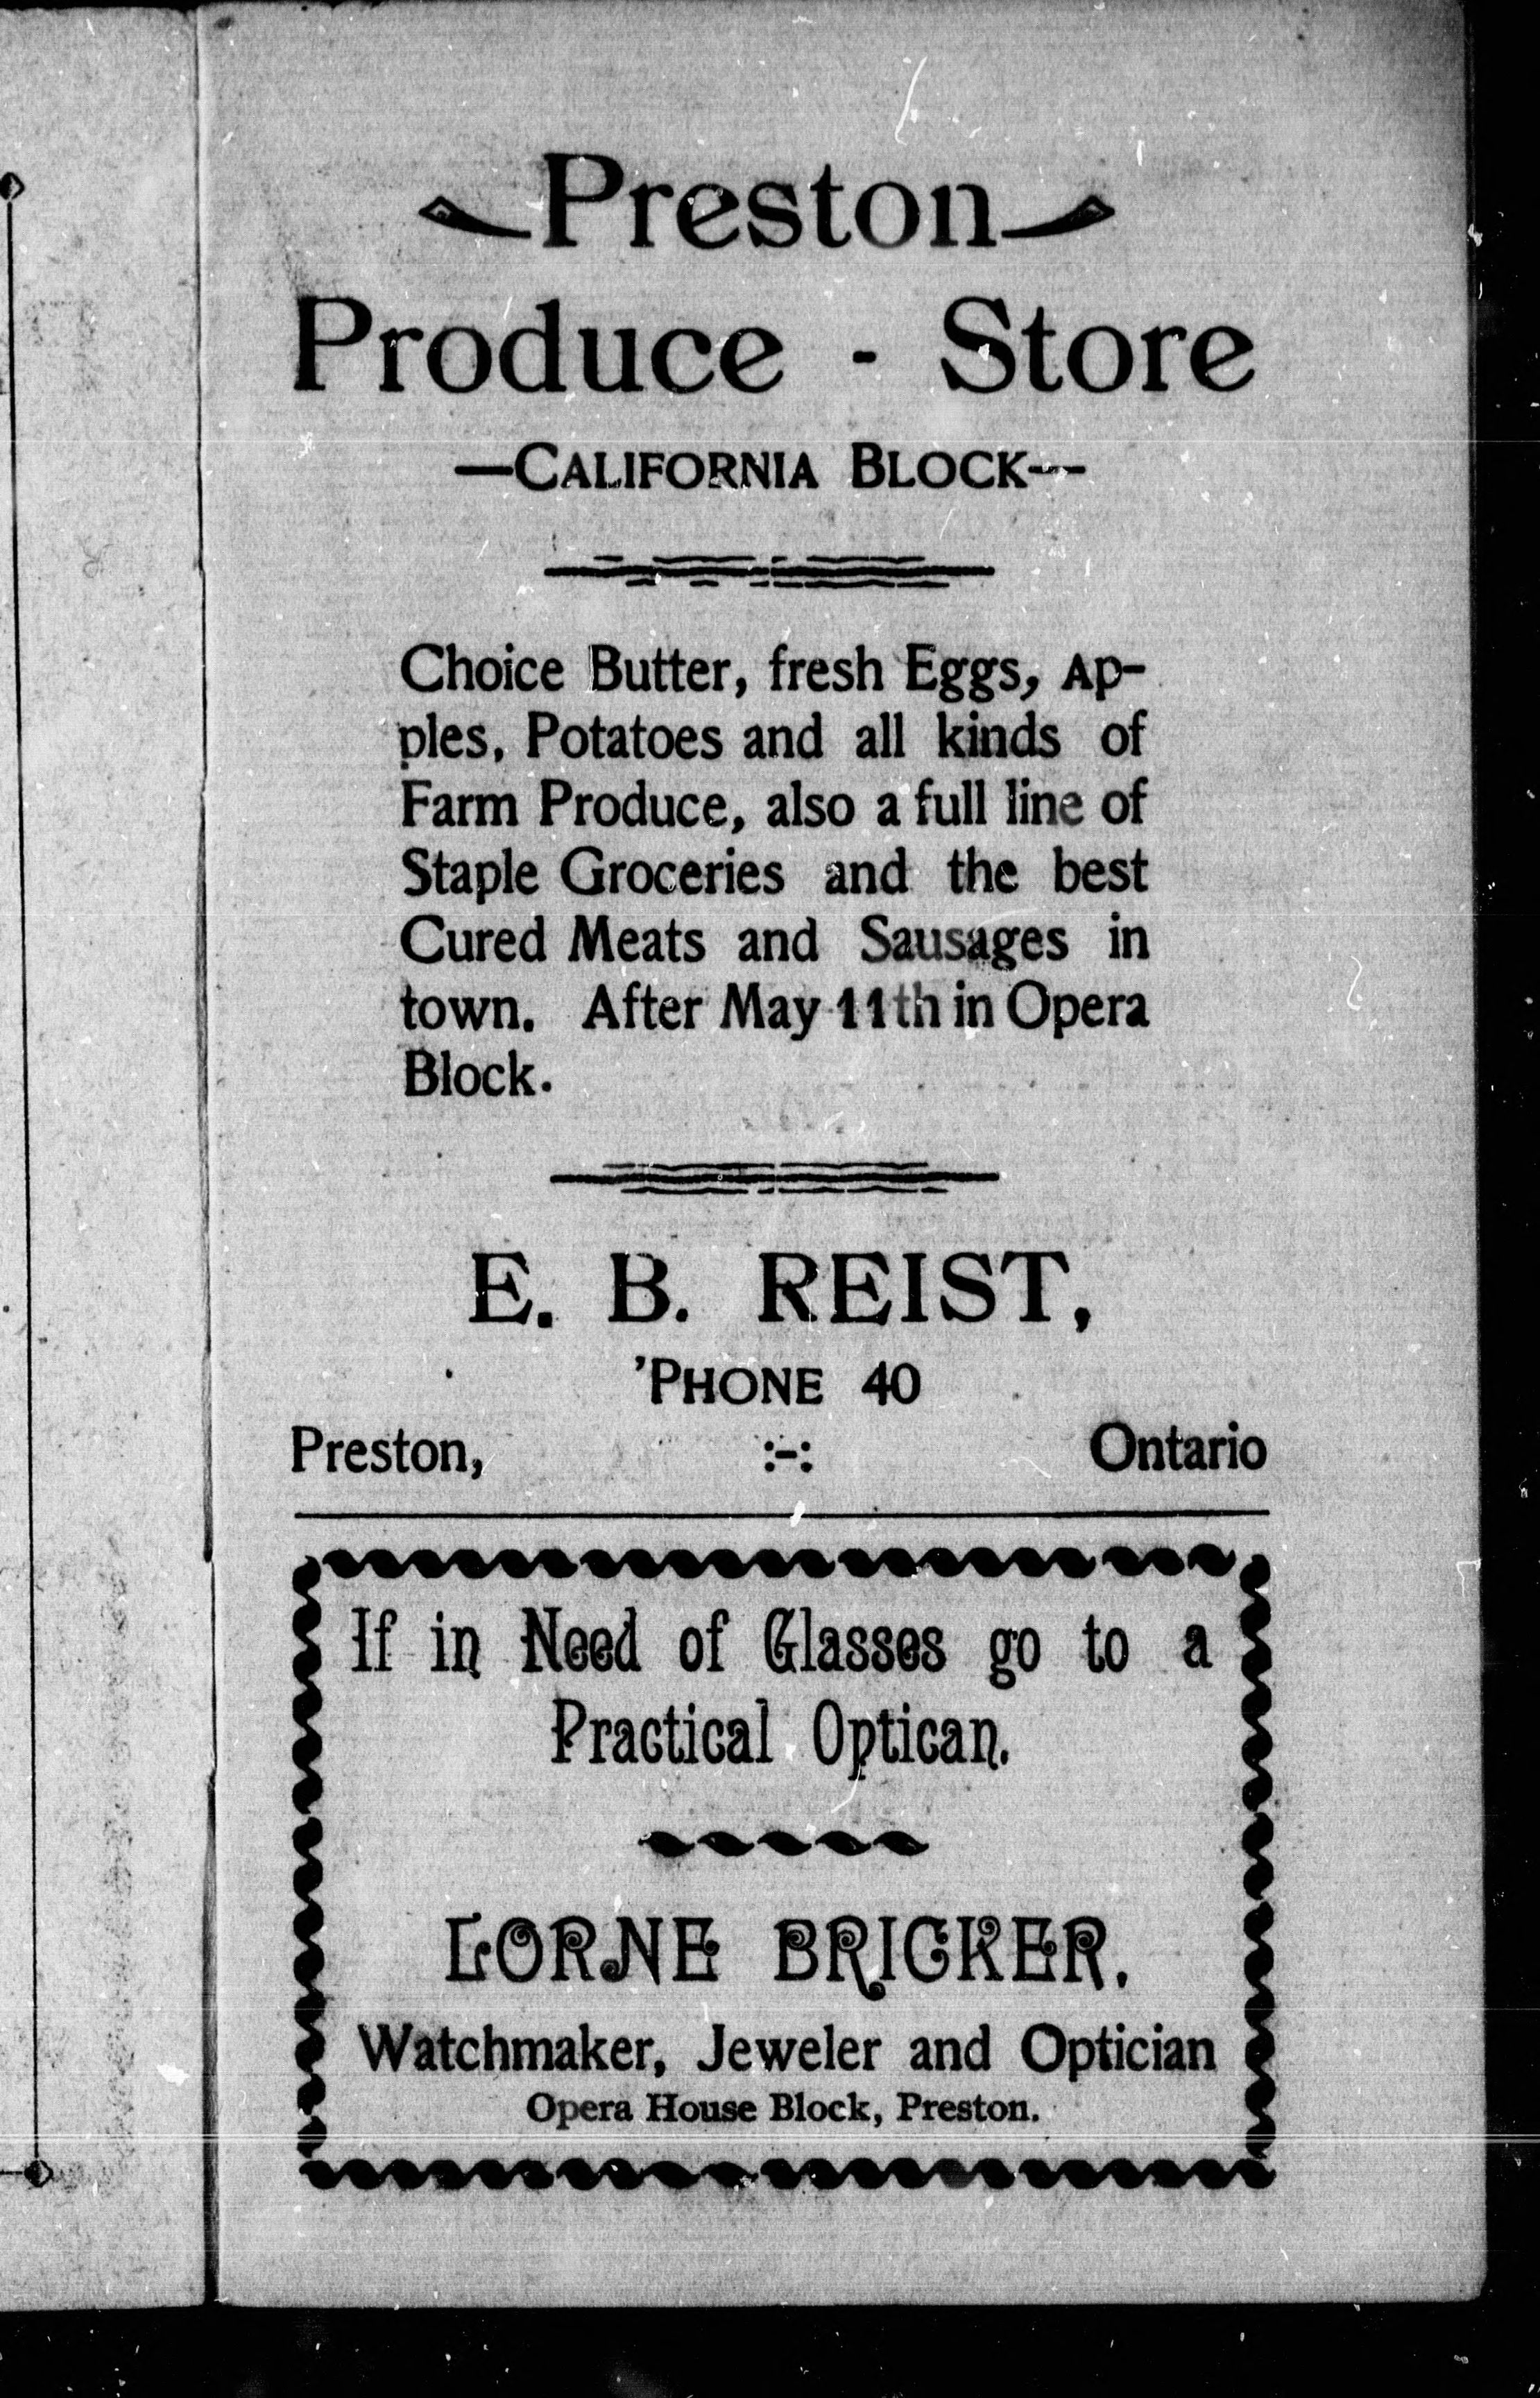 Preston
Produce - Store
—CALIFORNIA BLOCK—
Choice Butter, fresh Eggs, Ap-
ples, Potatoes and all kinds of
Farm Produce, also a full line of
Staple Groceries and the best
Cured Meats and Sausages in
town. After May 11th in Opera
Block.
E. B. REIST,
'PHONE 40
Preston, :-: Ontario
If in Need of Glasses go to a
Practical Optican.
LORNE BRICKER.
Watchmaker, Jeweler and Optician
Opera House Block, Preston.